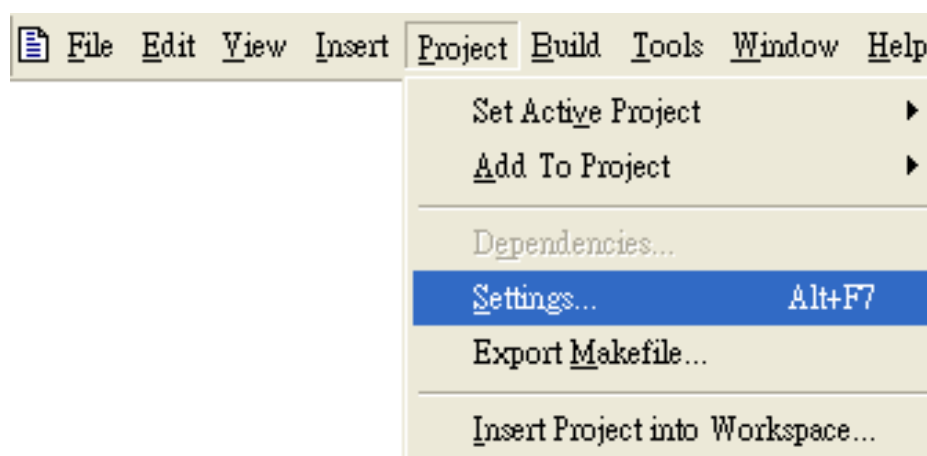 File Edit View Insert Project Build Tools Window Help
Set Active Project
Add To Project
Dependencies...
Settings... Alt+F7
Export Makefile...
Insert Project into Workspace...